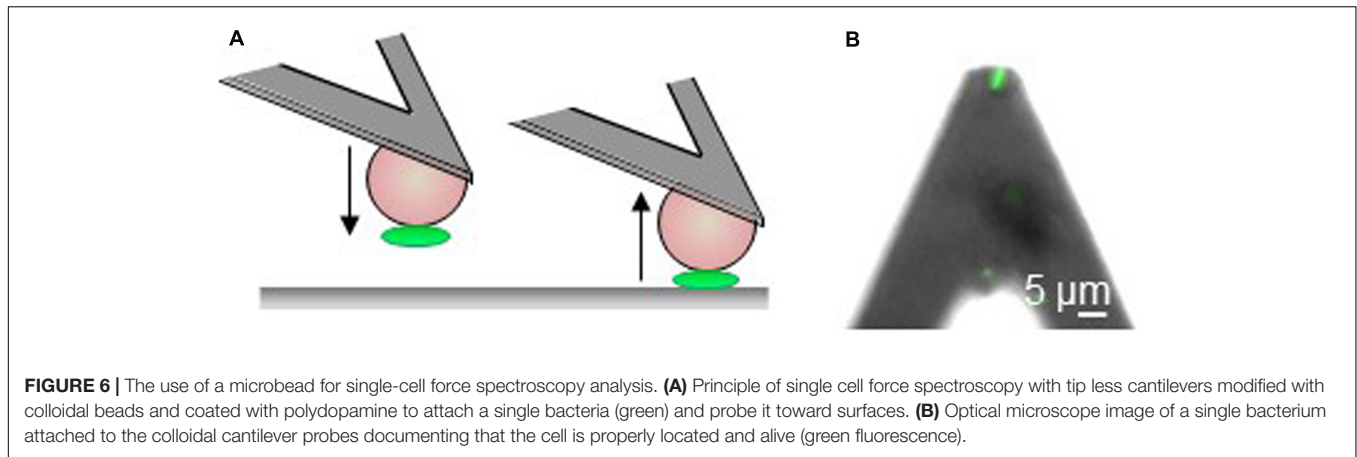 A
B
5 µm
FIGURE 6 | The use of a microbead for single-cell force spectroscopy analysis. (A) Principle of single cell force spectroscopy with tip less cantilevers modified with
colloidal beads and coated with polydopamine to attach a single bacteria (green) and probe it toward surfaces. (B) Optical microscope image of a single bacterium
attached to the colloidal cantilever probes documenting that the cell is properly located and alive (green fluorescence).